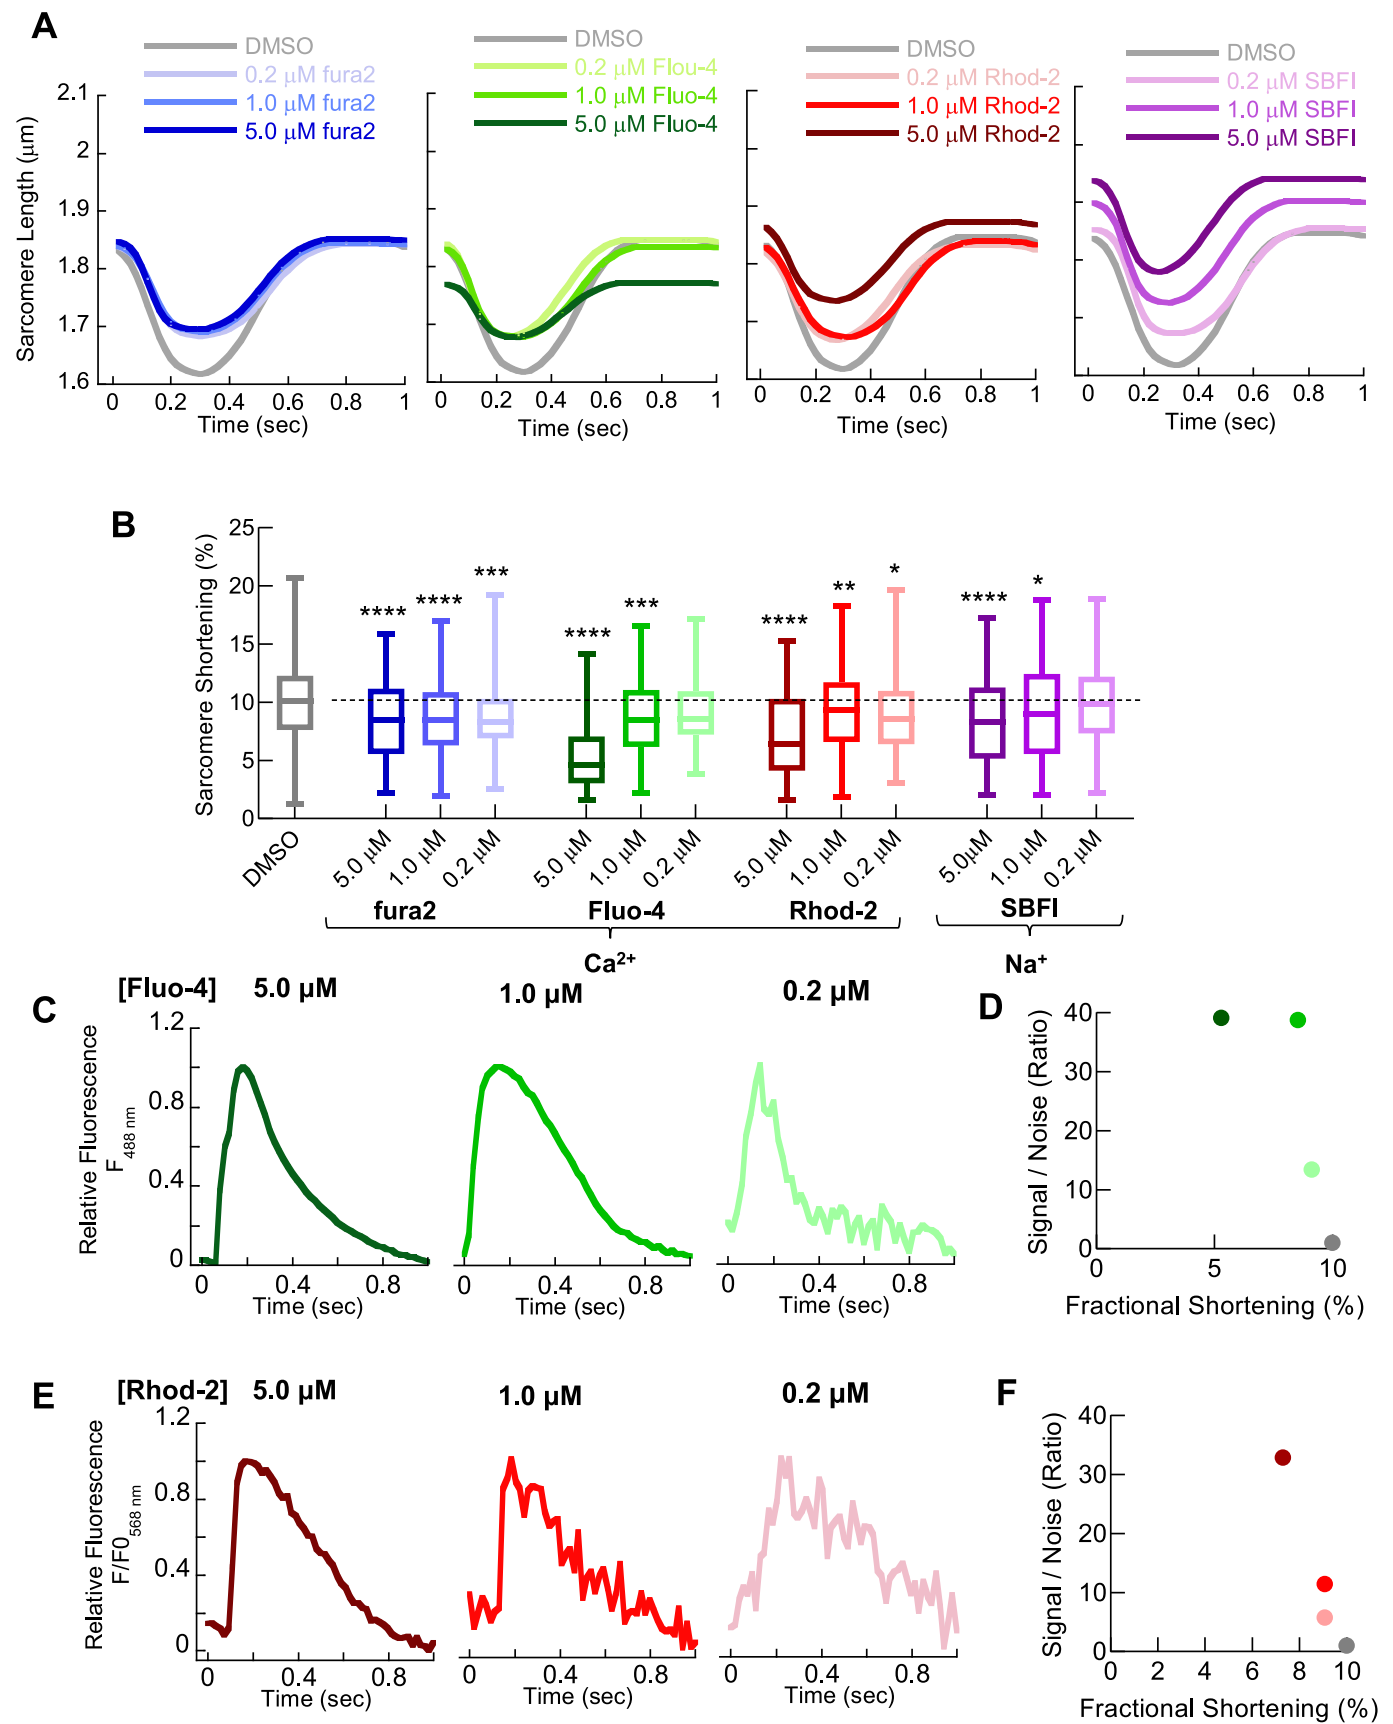 A
DMSO
0.2 μM fura2
1.0 μM fura2
5.0 μM fura2
DMSO
0.2 μM Flou-4
1.0 μM Fluo-4
5.0 μM Fluo-4
DMSO
0.2 μM Rhod-2
1.0 μM Rhod-2
5.0 μM Rhod-2
DMSO
0.2 μM SBFI
1.0 μM SBFI
5.0 μM SBFI
Sarcomere Length (μm)
2.1
2
1.9
1.8
1.7
1.6
0 0.2 0.4 0.6 0.8 1
Time (sec)
0 0.2 0.4 0.6 0.8 1
Time (sec)
0 0.2 0.4 0.6 0.8 1
Time (sec)
0 0.2 0.4 0.6 0.8 1
Time (sec)
B
Sarcomere Shortening (%)
25
20
15
10
5
0
**** **** ***
**** ***
**** ** *
**** *
DMSO
5.0 μM 1.0 μM 0.2 μM
5.0 μM 1.0 μM 0.2 μM
5.0 μM 1.0 μM 0.2 μM
5.0μM 1.0 μM 0.2 μM
fura2 Fluo-4 Rhod-2 SBFI
Ca2+ Na+
C
[Fluo-4] 5.0 μM 1.0 μM 0.2 μM
Relative Fluorescence
F488 nm
1.2
0.8
0.4
0
0 0.4 0.8
Time (sec)
0 0.4 0.8
Time (sec)
0 0.4 0.8
Time (sec)
D
Signal / Noise (Ratio)
40
30
20
10
0
0 5 10
Fractional Shortening (%)
E
[Rhod-2] 5.0 μM 1.0 μM 0.2 μM
Relative Fluorescence
F/F0568 nm
1.2
0.8
0.4
0
0 0.4 0.8
Time (sec)
0 0.4 0.8
Time (sec)
0 0.4 0.8
Time (sec)
F
Signal / Noise (Ratio)
40
30
20
10
0
0 2 4 6 8 10
Fractional Shortening (%)